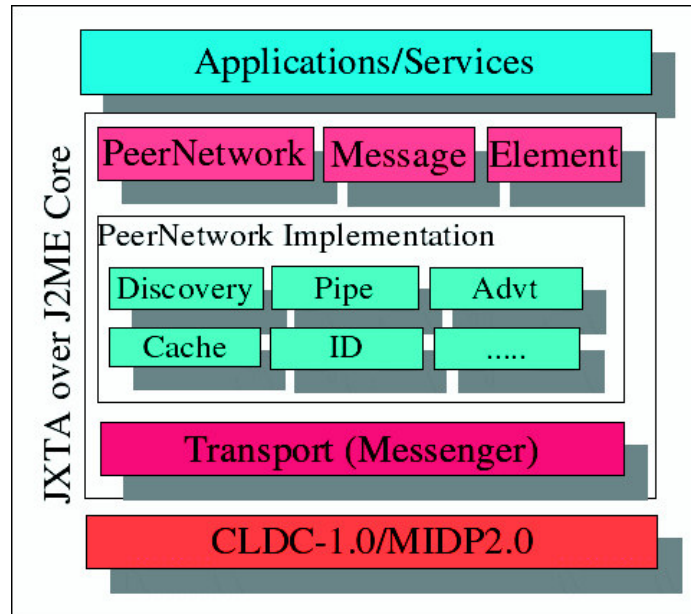 Applications/Services
JXTA over J2ME Core
PeerNetwork Message Element
PeerNetwork Implementation
Discovery Pipe Advt
Cache ID .....
Transport (Messenger)
CLDC-1.0/MIDP2.0